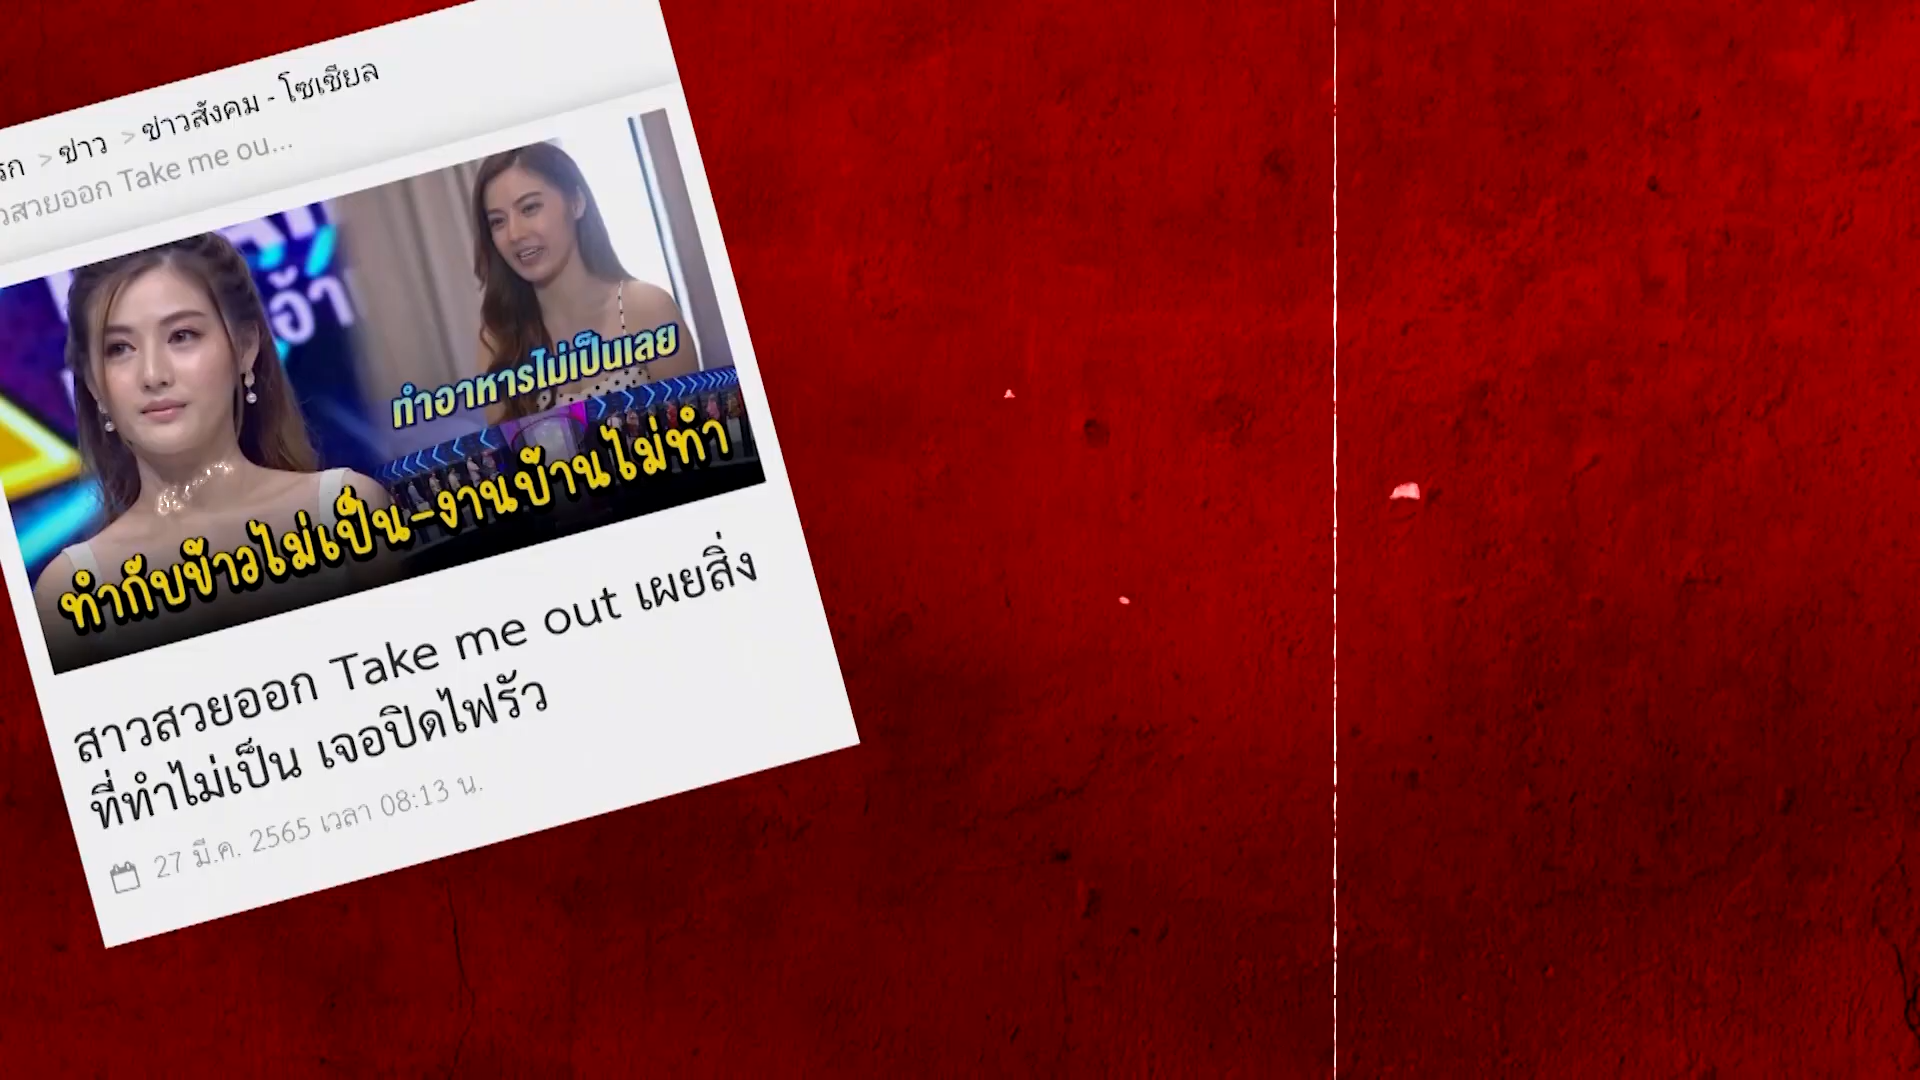 รก > ข่าว > ข่าวสังคม - โซเชียล
วสวยออก Take me ou...
ทำอาหารไม่เป็นเลย
ทำกับข้าวไม่เป็น-งานบ้านไม่ทำ
สาวสวยออก Take me out เผยสิ่ง
ที่ทำไม่เป็น เจอปิดไฟรัว
27 มี.ค. 2565 เวลา 08:13 น.